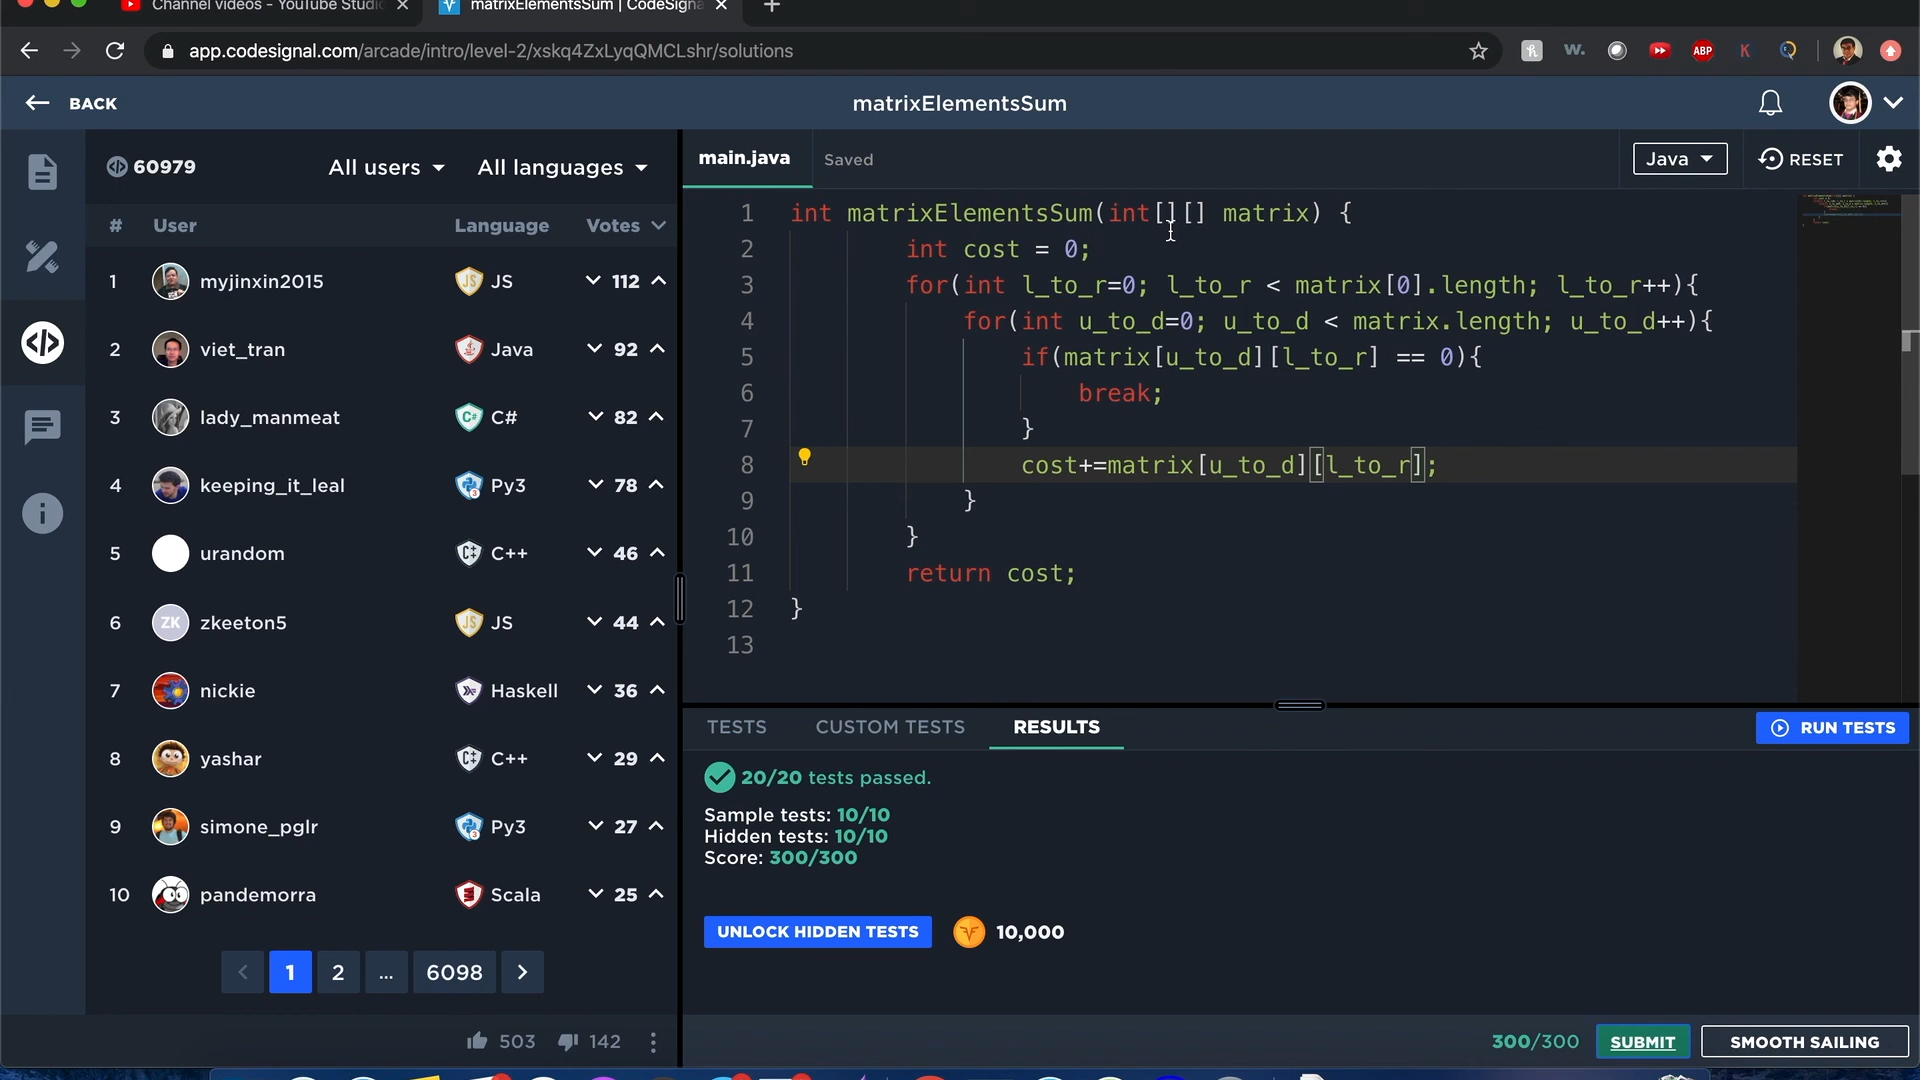 Channel videos - YouTube Studio
matrixElementsSum | CodeSigna
app.codesignal.com/arcade/intro/level-2/xskq4ZxLyqQMCLshr/solutions
w.
ABP
K
BACK
matrixElementsSum
60979
All users
All languages
main.java
Saved
Java
RESET
# User Language Votes
1 myjinxin2015 JS 112
2 viet_tran Java 92
3 lady_manmeat C# 82
4 keeping_it_leal Py3 78
5 urandom C++ 46
6 ZK zkeeton5 JS 44
7 nickie Haskell 36
8 yashar C++ 29
9 simone_pglr Py3 27
10 pandemorra Scala 25
1 2 ... 6098
503 142
1 int matrixElementsSum(int[][] matrix) {
2 int cost = 0;
3 for(int l_to_r=0; l_to_r < matrix[0].length; l_to_r++){
4 for(int u_to_d=0; u_to_d < matrix.length; u_to_d++){
5 if(matrix[u_to_d][l_to_r] == 0){
6 break;
7 }
8 cost+=matrix[u_to_d][l_to_r];
9 }
10 }
11 return cost;
12 }
13
TESTS CUSTOM TESTS RESULTS
RUN TESTS
20/20 tests passed.
Sample tests: 10/10
Hidden tests: 10/10
Score: 300/300
UNLOCK HIDDEN TESTS 10,000
300/300 SUBMIT SMOOTH SAILING